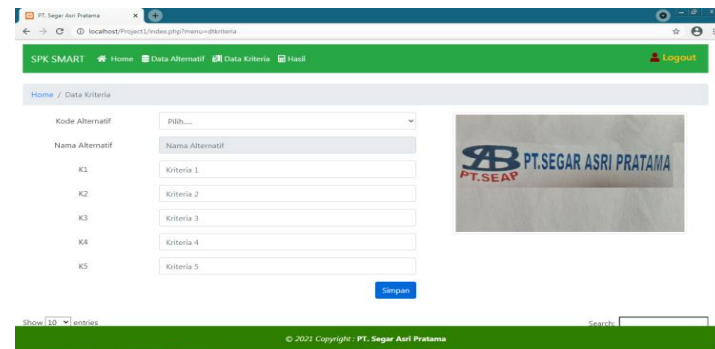 PT. Segar Asri Pratama
localhost/Project1/index.php?menu=dtkriteria
SPK SMART Home Data Alternatif Data Kriteria Hasil Logout
Home / Data Kriteria
Kode Alternatif Pilih....
Nama Alternatif Nama Alternatif
K1 Kriteria 1
K2 Kriteria 2
K3 Kriteria 3
K4 Kriteria 4
K5 Kriteria 5
Simpan
SAB PT.SEGAR ASRI PRATAMA
PT.SEAP
Show 10 entries Search:
© 2021 Copyright : PT. Segar Asri Pratama